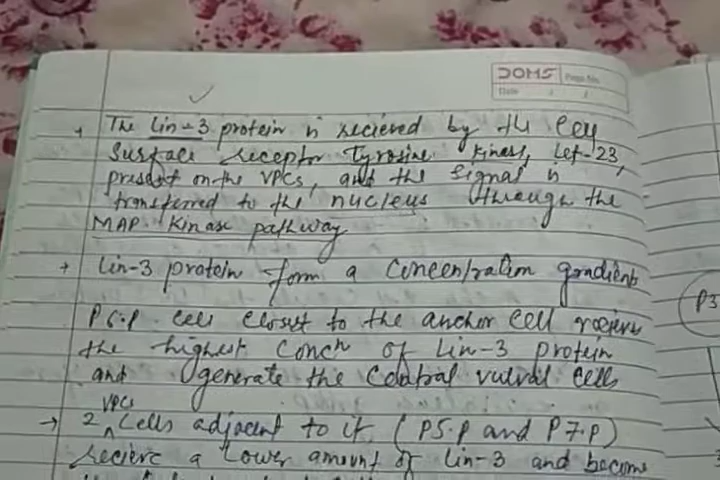 DOMS Page No.
Date / /
The Lin-3 protein is recieved by the cell
Surface receptor Tyrosine Kinase, Let-23,
present on the VPCs, and the signal is
transferred to the nucleus through the
MAP Kinase pathway
Lin-3 protein form a concentration gradient
P6.P cell closest to the anchor cell recieve
the highest concn of Lin-3 protein
and generate the central vulval cells
VPCs
→ 2 ^ Cells adjacent to it (P5.P and P7.P)
recieve a lower amount of Lin-3 and become
P3